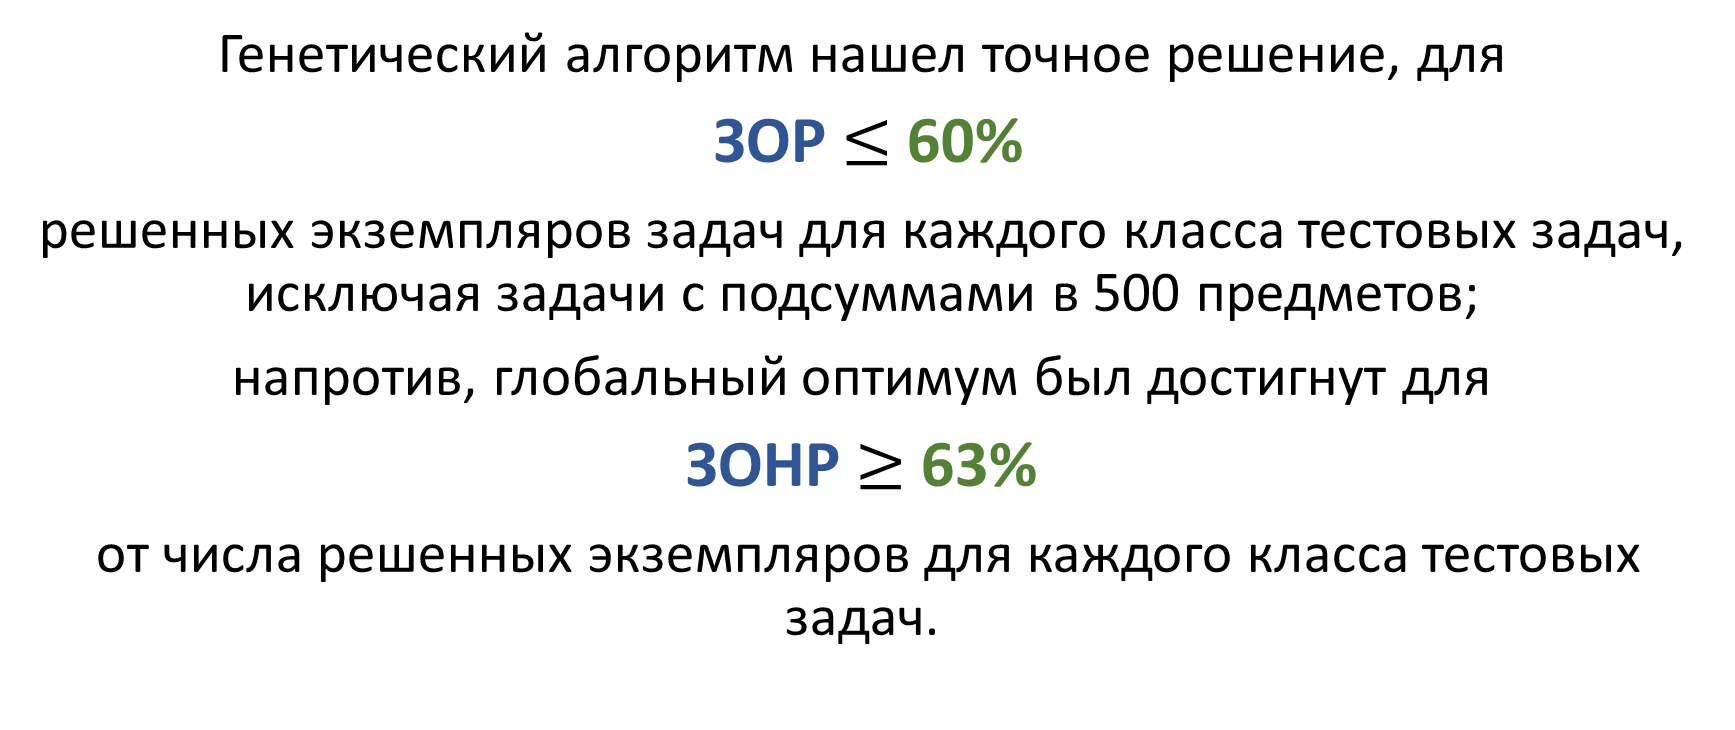 Генетический алгоритм нашел точное решение, для
ЗОР ≤ 60%
решенных экземпляров задач для каждого класса тестовых задач,
исключая задачи с подсуммами в 500 предметов;
напротив, глобальный оптимум был достигнут для
ЗОНР ≥ 63%
от числа решенных экземпляров для каждого класса тестовых
задач.